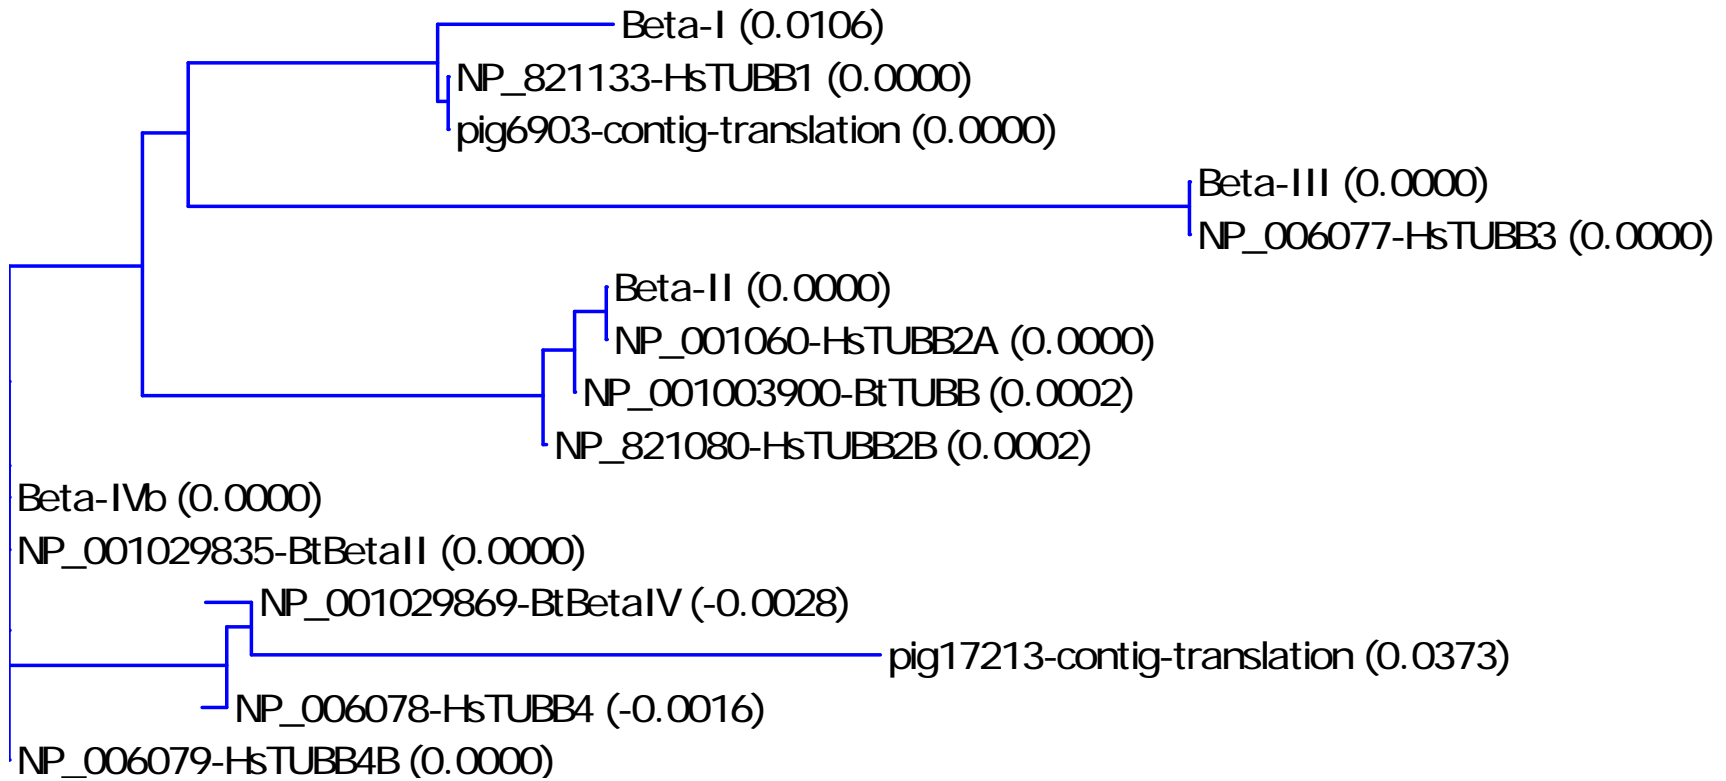 Beta-I (0.0106)
NP_821133-HsTUBB1 (0.0000)
pig6903-contig-translation (0.0000)
Beta-III (0.0000)
NP_006077-HsTUBB3 (0.0000)
Beta-II (0.0000)
NP_001060-HsTUBB2A (0.0000)
NP_001003900-BtTUBB (0.0002)
NP_821080-HsTUBB2B (0.0002)
Beta-IVb (0.0000)
NP_001029835-BtBetaII (0.0000)
NP_001029869-BtBetaIV (-0.0028)
pig17213-contig-translation (0.0373)
NP_006078-HsTUBB4 (-0.0016)
NP_006079-HsTUBB4B (0.0000)